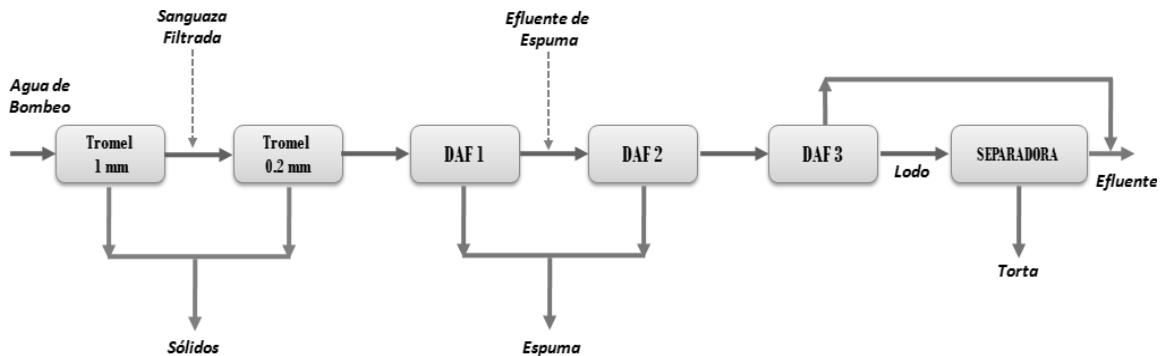 Sanguaza
Filtrada
Efluente de
Espuma
Agua de
Bombeo
Tromel
1 mm
Tromel
0.2 mm
DAF 1
DAF 2
DAF 3
SEPARADORA
Lodo
Efluente
Torta
Sólidos
Espuma